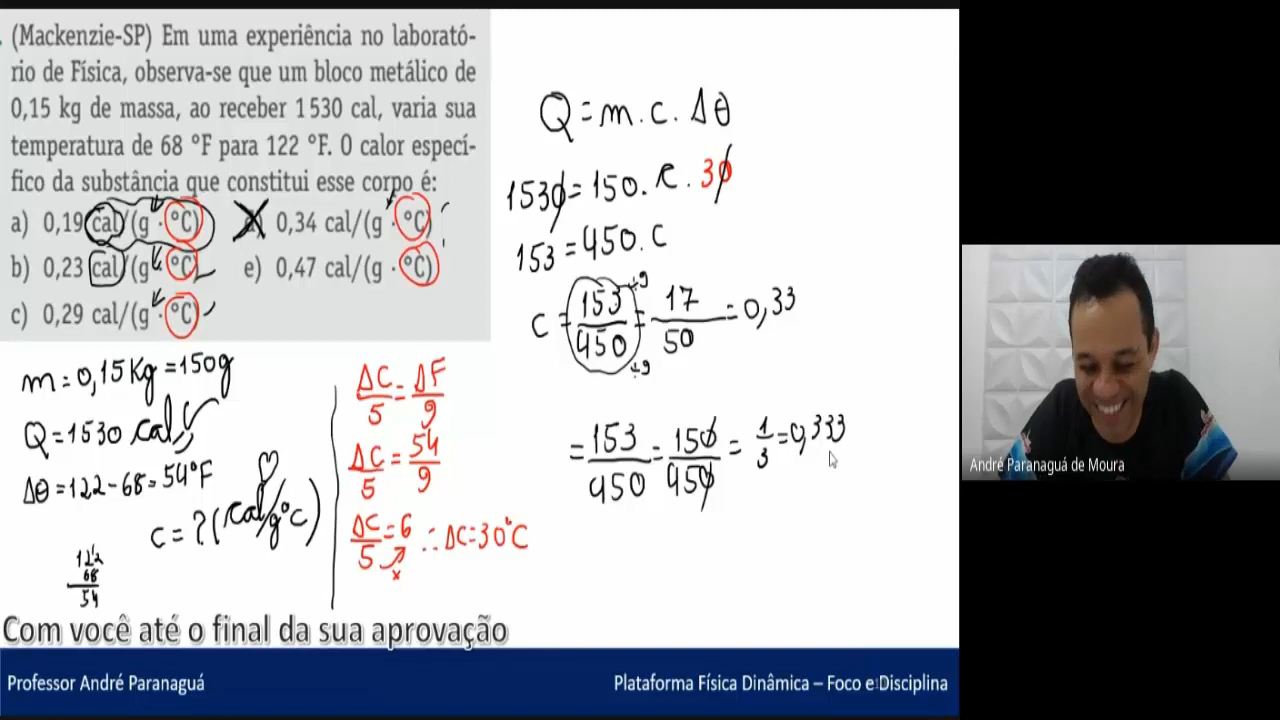 (Mackenzie-SP) Em uma experiência no laborató-
rio de Física, observa-se que um bloco metálico de
0,15 kg de massa, ao receber 1 530 cal, varia sua
temperatura de 68 °F para 122 °F. O calor especí-
fico da substância que constitui esse corpo é:
a) 0,19 cal/(g · °C)
b) 0,23 cal/(g · °C)
c) 0,29 cal/(g · °C)
0,34 cal/(g · °C)
e) 0,47 cal/(g · °C)
m = 0,15 Kg = 150g
Q = 1530 cal
Δθ = 122 - 68 = 54°F
c = ? (cal/g°C)
122
68
54
ΔC/5 = ΔF/9
ΔC/5 = 54/9
ΔC/5 = 6 ∴ ΔC = 30°C
x
Q = m . c . Δθ
1530 = 150 . c . 30
153 = 450 . c
c = 153/450 = 17/50 = 0,33
÷9
÷9
= 153/450 = 150/450 = 1/3 = 0,333
Com você até o final da sua aprovação
Professor André Paranaguá
Plataforma Física Dinâmica – Foco e Disciplina
André Paranaguá de Moura